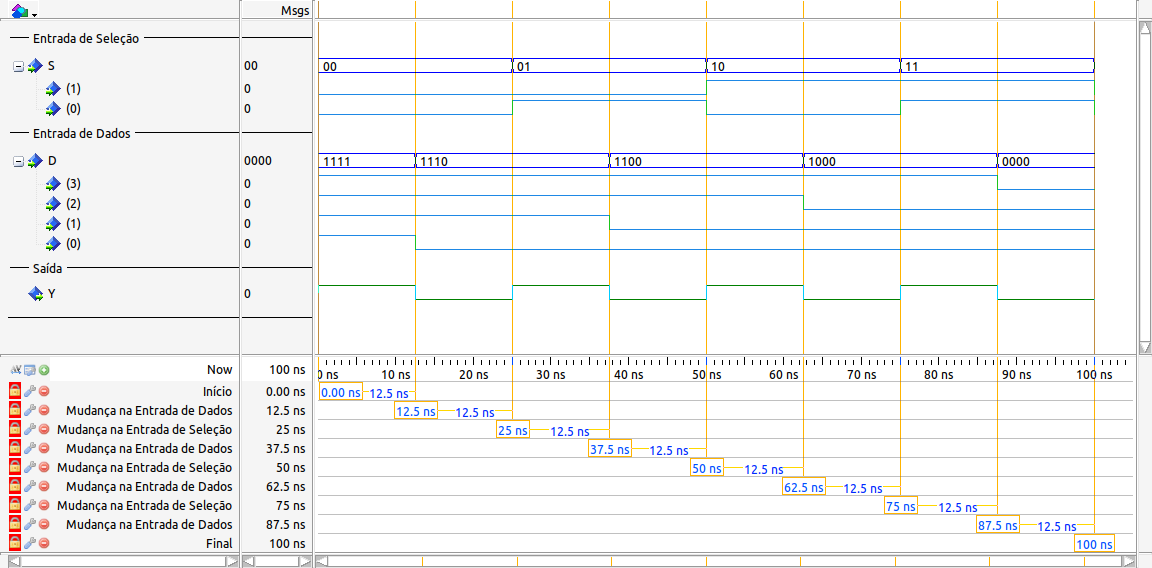 Msgs
Entrada de Seleção
S 00 00 01 10 11
(1) 0
(0) 0
Entrada de Dados
D 0000 1111 1110 1100 1000 0000
(3) 0
(2) 0
(1) 0
(0) 0
Saída
Y 0
Now 100 ns 0 ns 10 ns 20 ns 30 ns 40 ns 50 ns 60 ns 70 ns 80 ns 90 ns 100 ns
Início 0.00 ns 0.00 ns 12.5 ns
Mudança na Entrada de Dados 12.5 ns 12.5 ns 12.5 ns
Mudança na Entrada de Seleção 25 ns 25 ns 12.5 ns
Mudança na Entrada de Dados 37.5 ns 37.5 ns 12.5 ns
Mudança na Entrada de Seleção 50 ns 50 ns 12.5 ns
Mudança na Entrada de Dados 62.5 ns 62.5 ns 12.5 ns
Mudança na Entrada de Seleção 75 ns 75 ns 12.5 ns
Mudança na Entrada de Dados 87.5 ns 87.5 ns 12.5 ns
Final 100 ns 100 ns